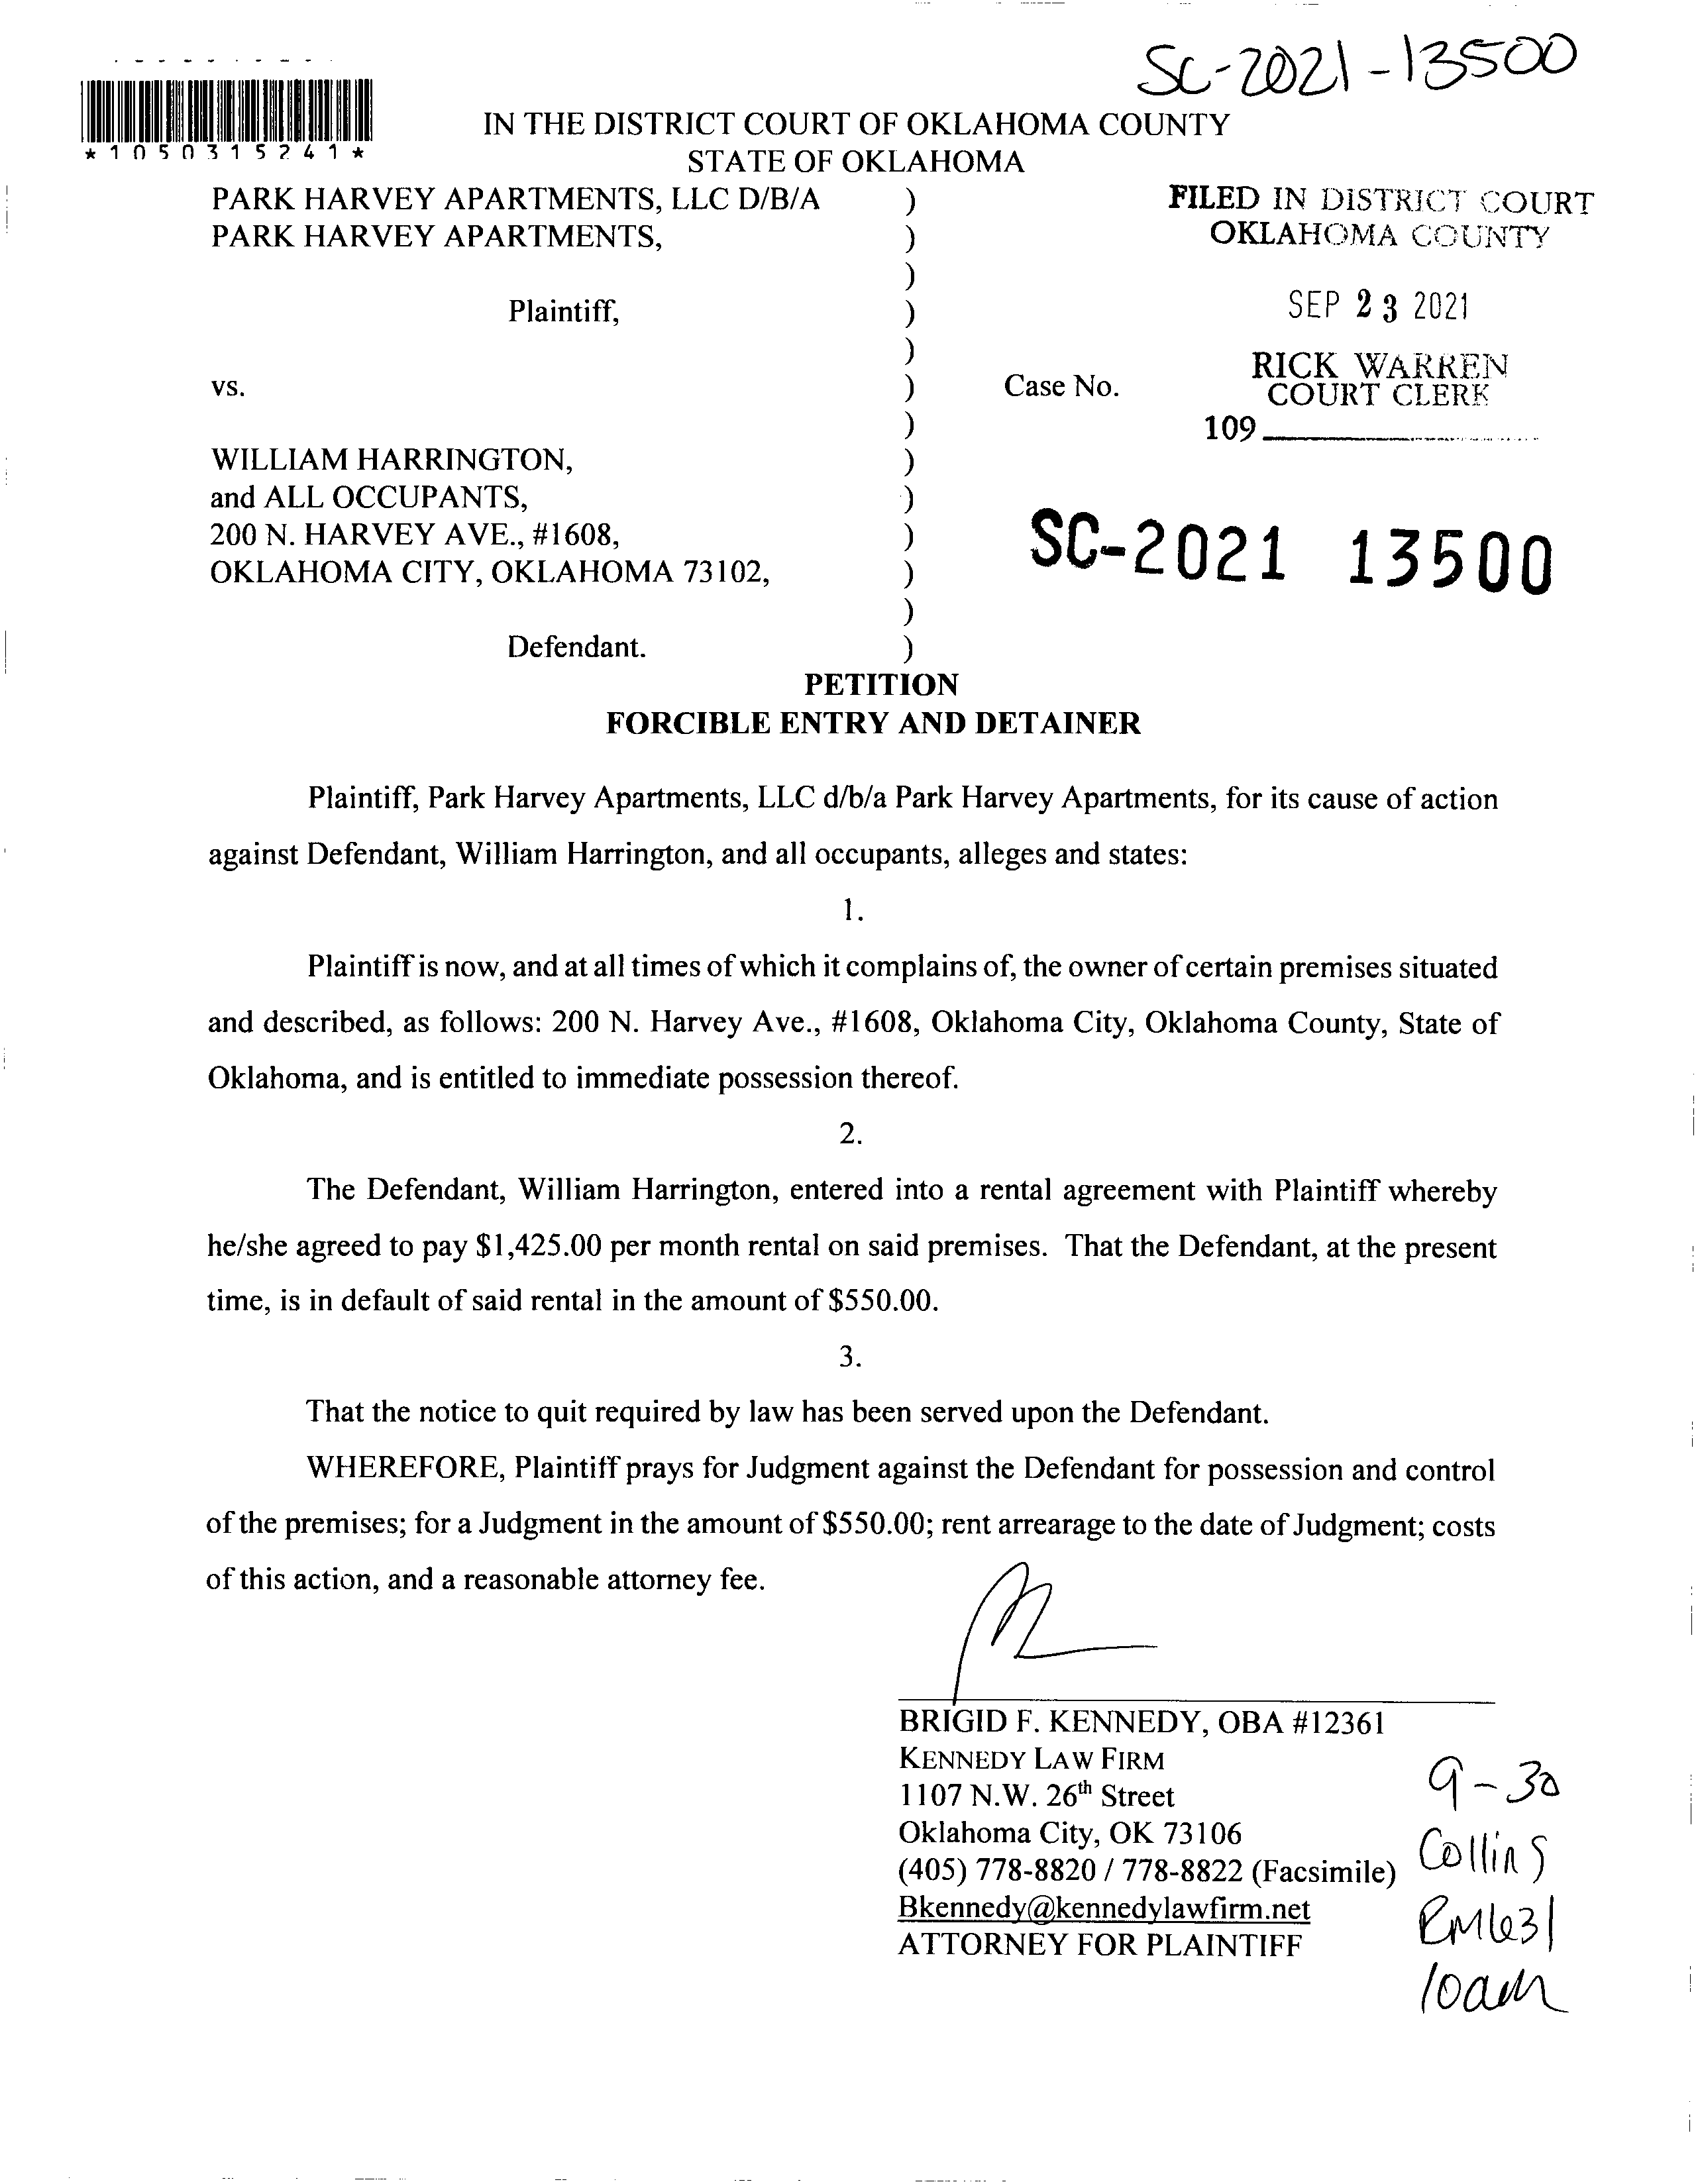 SC-2021-13500
*1050315241*
IN THE DISTRICT COURT OF OKLAHOMA COUNTY
STATE OF OKLAHOMA
PARK HARVEY APARTMENTS, LLC D/B/A )
PARK HARVEY APARTMENTS, )
)
Plaintiff, )
)
vs. ) Case No.
)
WILLIAM HARRINGTON, )
and ALL OCCUPANTS, )
200 N. HARVEY AVE., #1608, )
OKLAHOMA CITY, OKLAHOMA 73102, )
)
Defendant. )
FILED IN DISTRICT COURT
OKLAHOMA COUNTY
SEP 23 2021
RICK WARREN
COURT CLERK
109
SC-2021 13500
PETITION
FORCIBLE ENTRY AND DETAINER
Plaintiff, Park Harvey Apartments, LLC d/b/a Park Harvey Apartments, for its cause of action
against Defendant, William Harrington, and all occupants, alleges and states:
1.
Plaintiff is now, and at all times of which it complains of, the owner of certain premises situated
and described, as follows: 200 N. Harvey Ave., #1608, Oklahoma City, Oklahoma County, State of
Oklahoma, and is entitled to immediate possession thereof.
2.
The Defendant, William Harrington, entered into a rental agreement with Plaintiff whereby
he/she agreed to pay $1,425.00 per month rental on said premises. That the Defendant, at the present
time, is in default of said rental in the amount of $550.00.
3.
That the notice to quit required by law has been served upon the Defendant.
WHEREFORE, Plaintiff prays for Judgment against the Defendant for possession and control
of the premises; for a Judgment in the amount of $550.00; rent arrearage to the date of Judgment; costs
of this action, and a reasonable attorney fee.
BRIGID F. KENNEDY, OBA #12361
KENNEDY LAW FIRM
1107 N.W. 26th Street
Oklahoma City, OK 73106
(405) 778-8820 / 778-8822 (Facsimile)
Bkennedy@kennedylawfirm.net
ATTORNEY FOR PLAINTIFF
9-30
Collins
RM631
10am